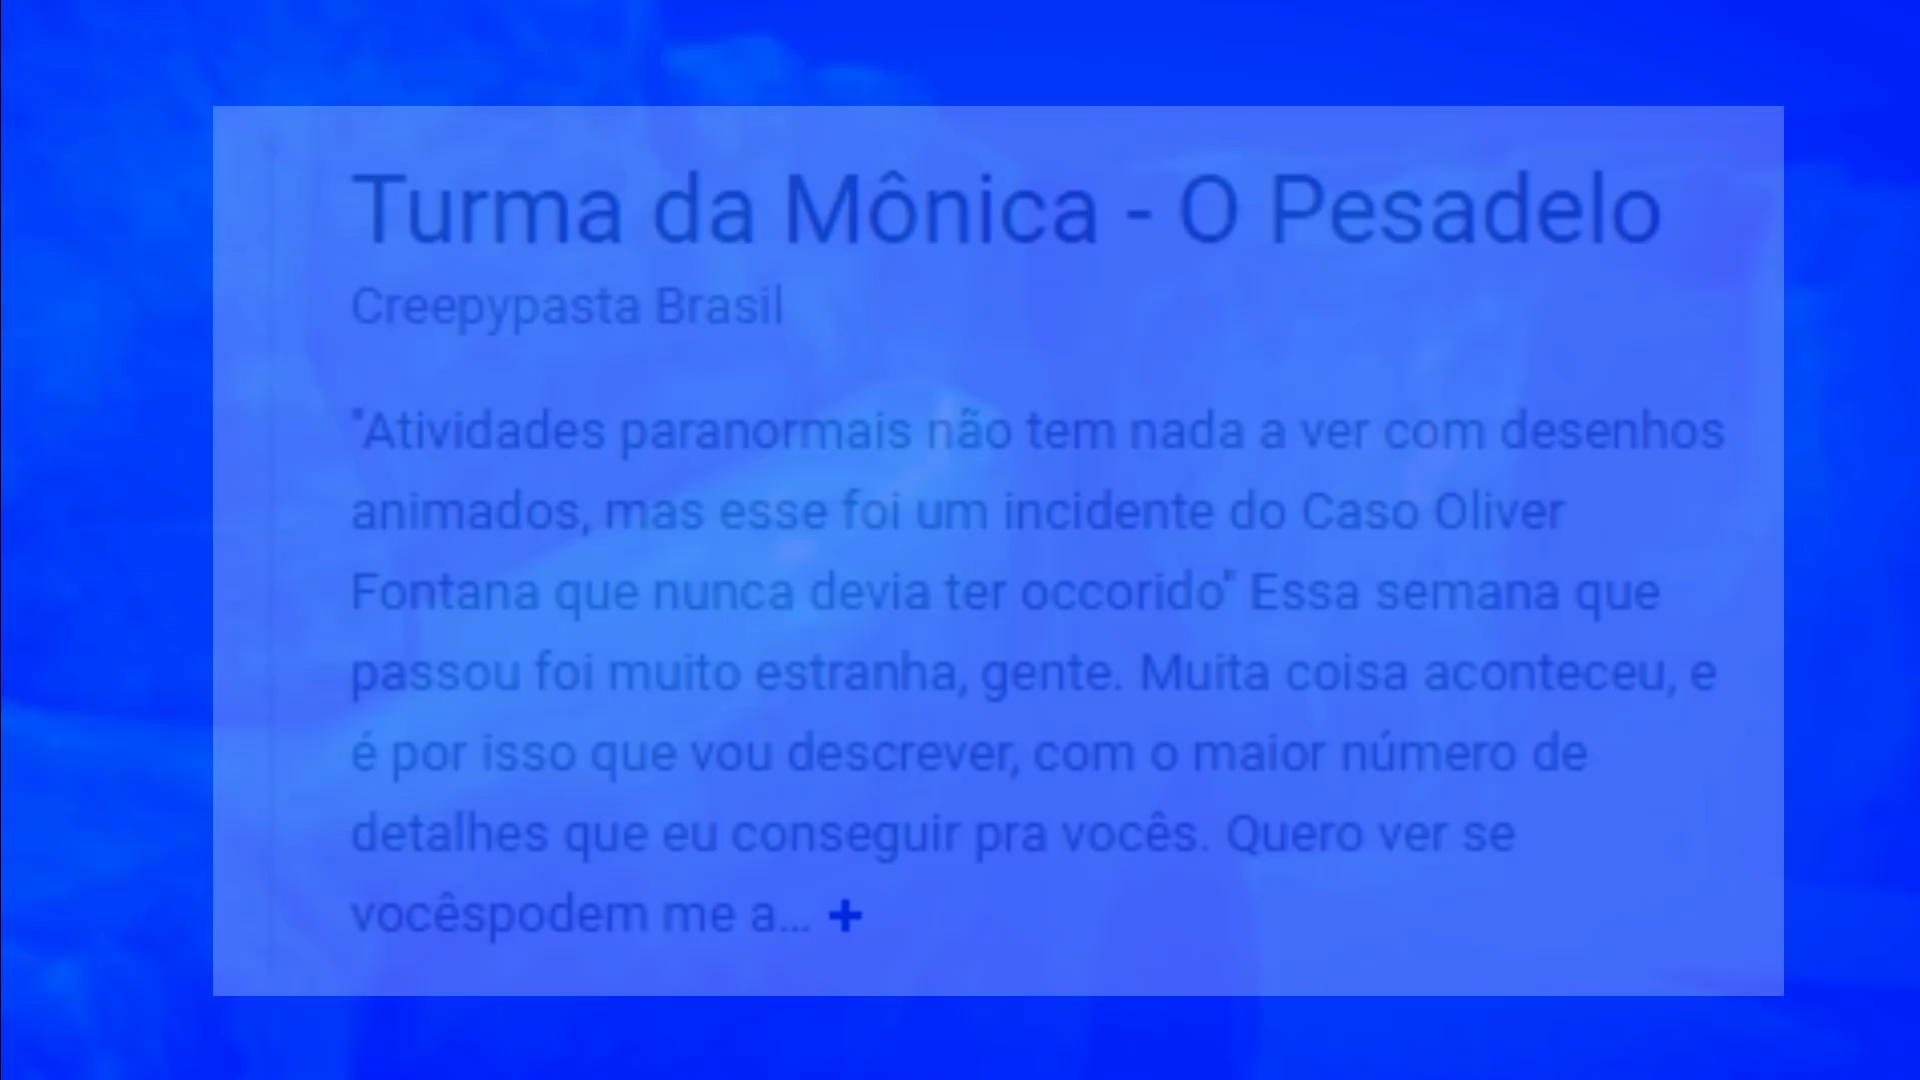 Turma da Mônica - O Pesadelo
Creepypasta Brasil
"Atividades paranormais não tem nada a ver com desenhos
animados, mas esse foi um incidente do Caso Oliver
Fontana que nunca devia ter occorido" Essa semana que
passou foi muito estranha, gente. Muita coisa aconteceu, e
é por isso que vou descrever, com o maior número de
detalhes que eu conseguir pra vocês. Quero ver se
vocêspodem me a... +